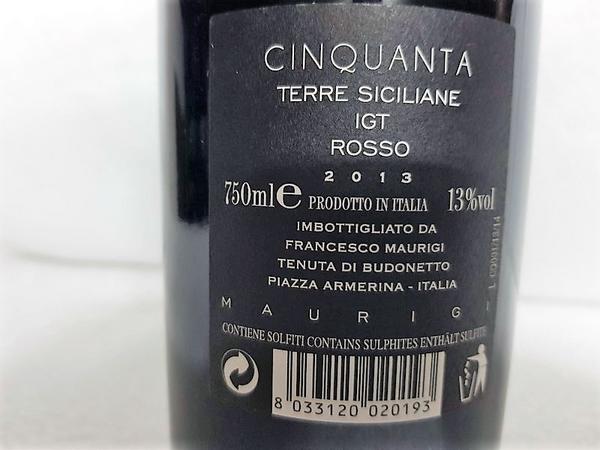 CINQUANTA
TERRE SICILIANE
IGT
ROSSO
2013
750ml e PRODOTTO IN ITALIA 13%vol
IMBOTTIGLIATO DA
FRANCESCO MAURIGI
TENUTA DI BUDONETTO
PIAZZA ARMERINA - ITALIA
MAURIG
CONTIENE SOLFITI CONTAINS SULPHITES ENTHÄLT SULFITE
8 033120 020193